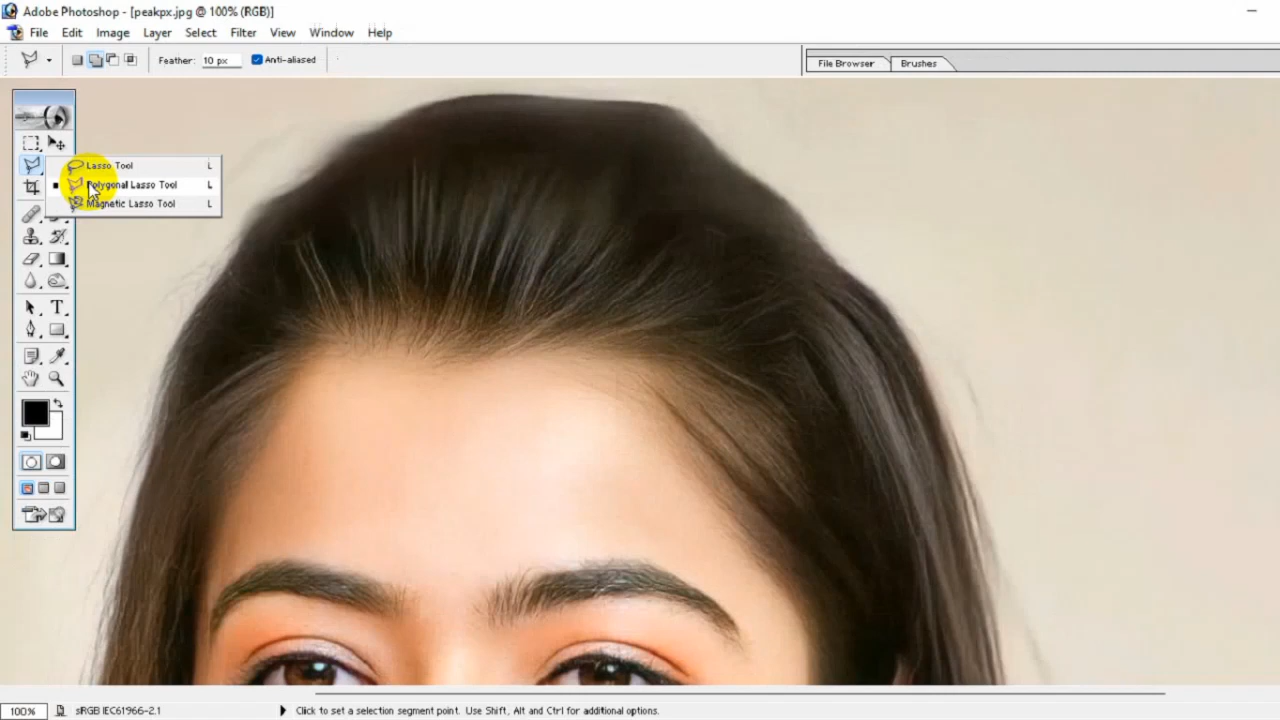 Adobe Photoshop - [peakpx.jpg @ 100% (RGB)]
File Edit Image Layer Select Filter View Window Help
Feather: 10 px Anti-aliased File Browser Brushes
Lasso Tool L
Polygonal Lasso Tool L
Magnetic Lasso Tool L
T
100% sRGB IEC61966-2.1 Click to set a selection segment point. Use Shift, Alt and Ctrl for additional options.